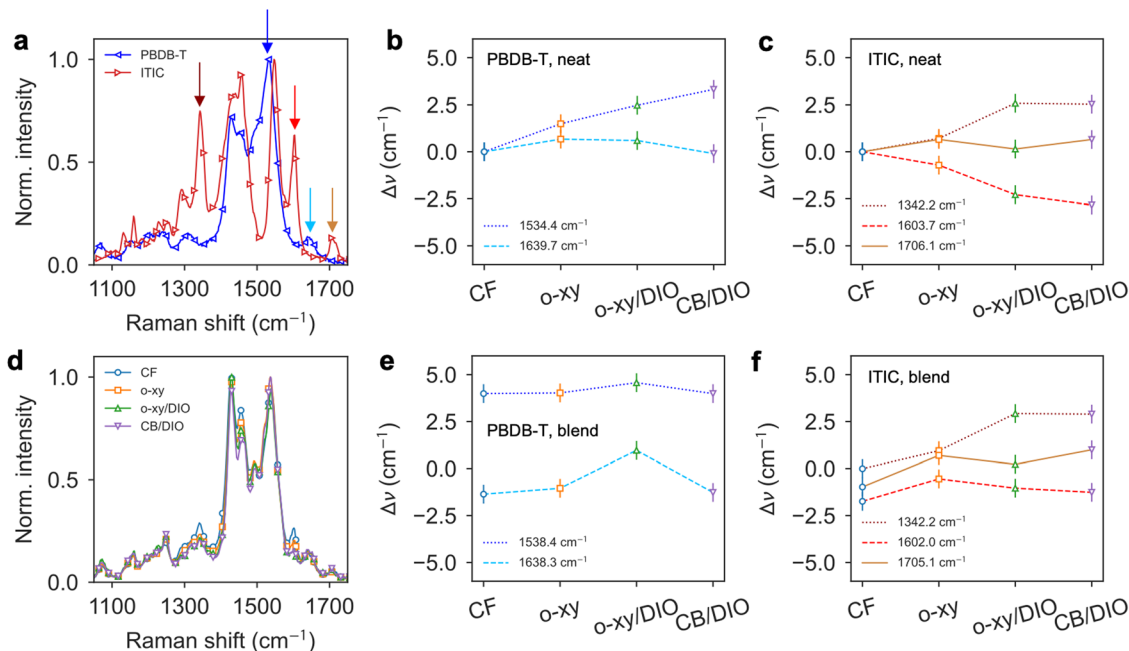 a
PBDB-T
ITIC
1.0
0.5
0.0
Norm. intensity
1100 1300 1500 1700
Raman shift (cm⁻¹)
b
PBDB-T, neat
5.0
2.5
0.0
−2.5
−5.0
Δν (cm⁻¹)
1534.4 cm⁻¹
1639.7 cm⁻¹
CF o-xy o-xy/DIO CB/DIO
c
ITIC, neat
5.0
2.5
0.0
−2.5
−5.0
Δν (cm⁻¹)
1342.2 cm⁻¹
1603.7 cm⁻¹
1706.1 cm⁻¹
CF o-xy o-xy/DIO CB/DIO
d
CF
o-xy
o-xy/DIO
CB/DIO
1.0
0.5
0.0
Norm. intensity
1100 1300 1500 1700
Raman shift (cm⁻¹)
e
5.0
2.5
0.0
−2.5
−5.0
Δν (cm⁻¹)
PBDB-T, blend
1538.4 cm⁻¹
1638.3 cm⁻¹
CF o-xy o-xy/DIO CB/DIO
f
ITIC, blend
5.0
2.5
0.0
−2.5
−5.0
Δν (cm⁻¹)
1342.2 cm⁻¹
1602.0 cm⁻¹
1705.1 cm⁻¹
CF o-xy o-xy/DIO CB/DIO